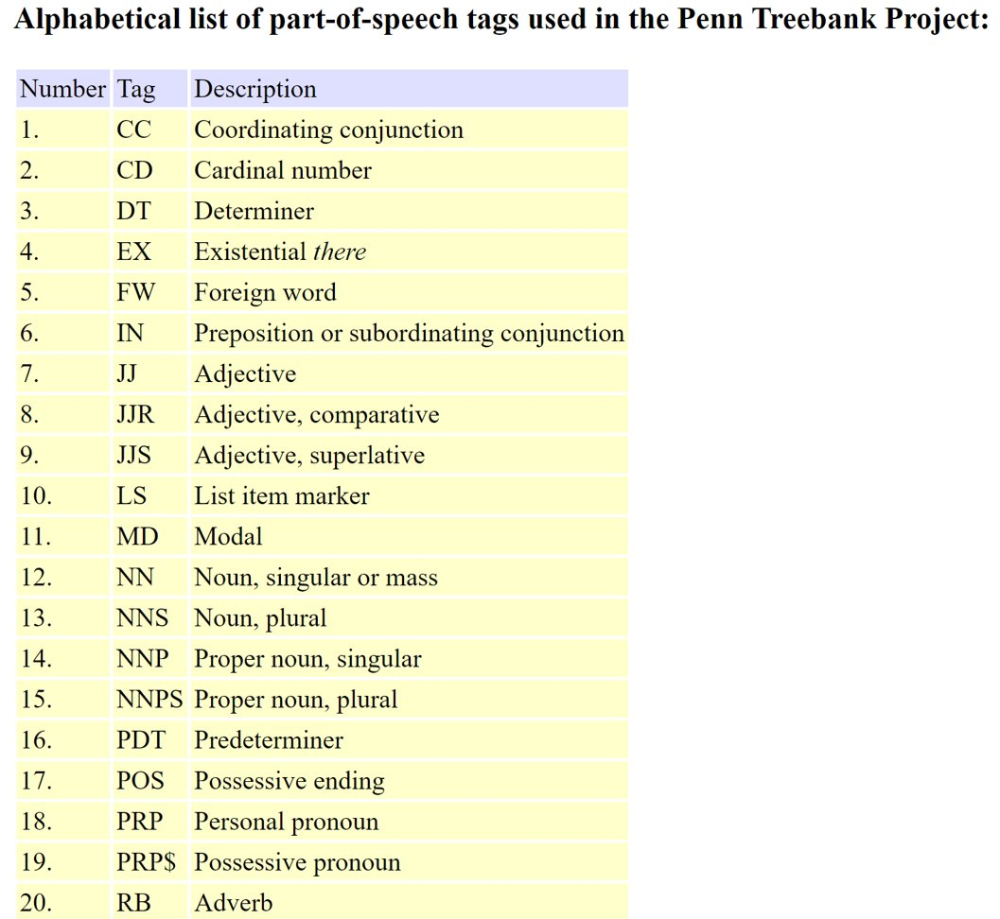 Alphabetical list of part-of-speech tags used in the Penn Treebank Project:
Number Tag Description
1. CC Coordinating conjunction
2. CD Cardinal number
3. DT Determiner
4. EX Existential there
5. FW Foreign word
6. IN Preposition or subordinating conjunction
7. JJ Adjective
8. JJR Adjective, comparative
9. JJS Adjective, superlative
10. LS List item marker
11. MD Modal
12. NN Noun, singular or mass
13. NNS Noun, plural
14. NNP Proper noun, singular
15. NNPS Proper noun, plural
16. PDT Predeterminer
17. POS Possessive ending
18. PRP Personal pronoun
19. PRP$ Possessive pronoun
20. RB Adverb